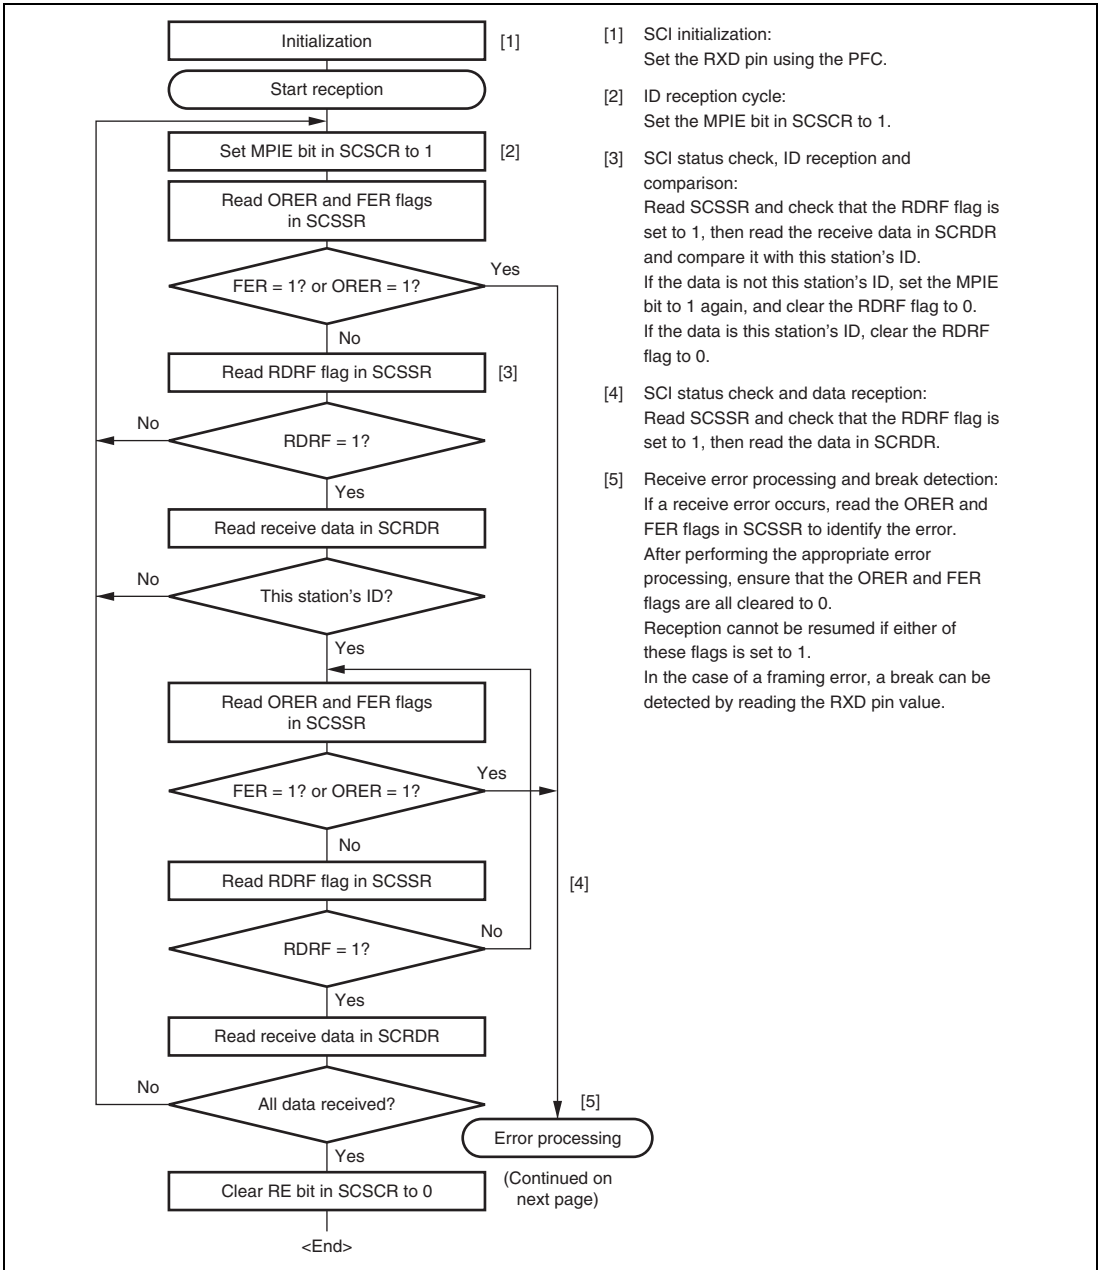 Initialization
[1]
Start reception
Set MPIE bit in SCSCR to 1
[2]
Read ORER and FER flags
in SCSSR
FER = 1? or ORER = 1?
Yes
No
Read RDRF flag in SCSSR
[3]
No
RDRF = 1?
Yes
Read receive data in SCRDR
No
This station's ID?
Yes
Read ORER and FER flags
in SCSSR
FER = 1? or ORER = 1?
Yes
No
Read RDRF flag in SCSSR
[4]
RDRF = 1?
No
Yes
Read receive data in SCRDR
No
All data received?
[5]
Error processing
(Continued on
next page)
Yes
Clear RE bit in SCSCR to 0
<End>
[1] SCI initialization:
Set the RXD pin using the PFC.
[2] ID reception cycle:
Set the MPIE bit in SCSCR to 1.
[3] SCI status check, ID reception and
comparison:
Read SCSSR and check that the RDRF flag is
set to 1, then read the receive data in SCRDR
and compare it with this station's ID.
If the data is not this station's ID, set the MPIE
bit to 1 again, and clear the RDRF flag to 0.
If the data is this station's ID, clear the RDRF
flag to 0.
[4] SCI status check and data reception:
Read SCSSR and check that the RDRF flag is
set to 1, then read the data in SCRDR.
[5] Receive error processing and break detection:
If a receive error occurs, read the ORER and
FER flags in SCSSR to identify the error.
After performing the appropriate error
processing, ensure that the ORER and FER
flags are all cleared to 0.
Reception cannot be resumed if either of
these flags is set to 1.
In the case of a framing error, a break can be
detected by reading the RXD pin value.